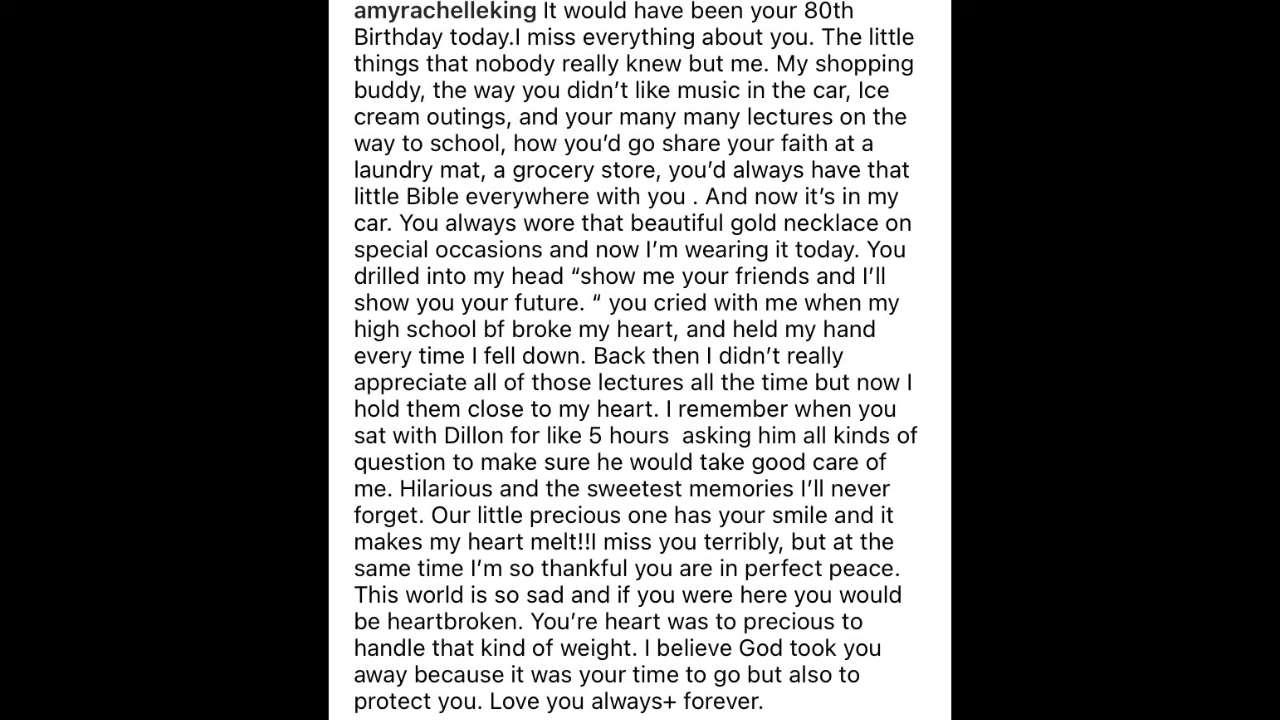 amyrachelleking It would have been your 80th
Birthday today.I miss everything about you. The little
things that nobody really knew but me. My shopping
buddy, the way you didn’t like music in the car, Ice
cream outings, and your many many lectures on the
way to school, how you’d go share your faith at a
laundry mat, a grocery store, you’d always have that
little Bible everywhere with you . And now it’s in my
car. You always wore that beautiful gold necklace on
special occasions and now I’m wearing it today. You
drilled into my head “show me your friends and I’ll
show you your future. “ you cried with me when my
high school bf broke my heart, and held my hand
every time I fell down. Back then I didn’t really
appreciate all of those lectures all the time but now I
hold them close to my heart. I remember when you
sat with Dillon for like 5 hours  asking him all kinds of
question to make sure he would take good care of
me. Hilarious and the sweetest memories I’ll never
forget. Our little precious one has your smile and it
makes my heart melt!!I miss you terribly, but at the
same time I’m so thankful you are in perfect peace.
This world is so sad and if you were here you would
be heartbroken. You’re heart was to precious to
handle that kind of weight. I believe God took you
away because it was your time to go but also to
protect you. Love you always+ forever.